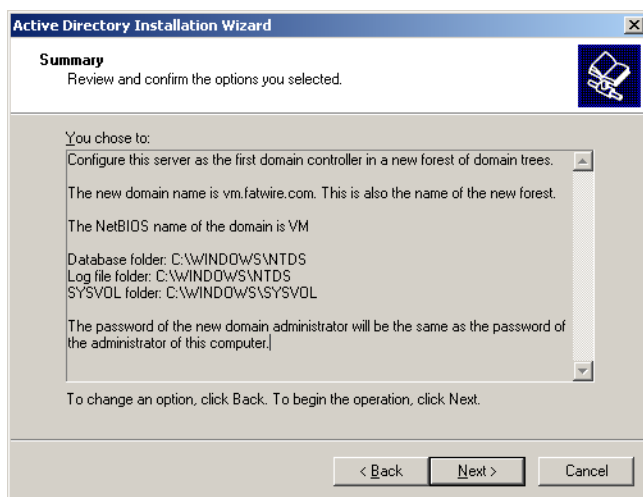 Active Directory Installation Wizard
Summary
Review and confirm the options you selected.
You chose to:
Configure this server as the first domain controller in a new forest of domain trees.
The new domain name is vm.fatwire.com. This is also the name of the new forest.
The NetBIOS name of the domain is VM
Database folder: C:\WINDOWS\NTDS
Log file folder: C:\WINDOWS\NTDS
SYSVOL folder: C:\WINDOWS\SYSVOL
The password of the new domain administrator will be the same as the password of
the administrator of this computer.
To change an option, click Back. To begin the operation, click Next.
< Back
Next >
Cancel